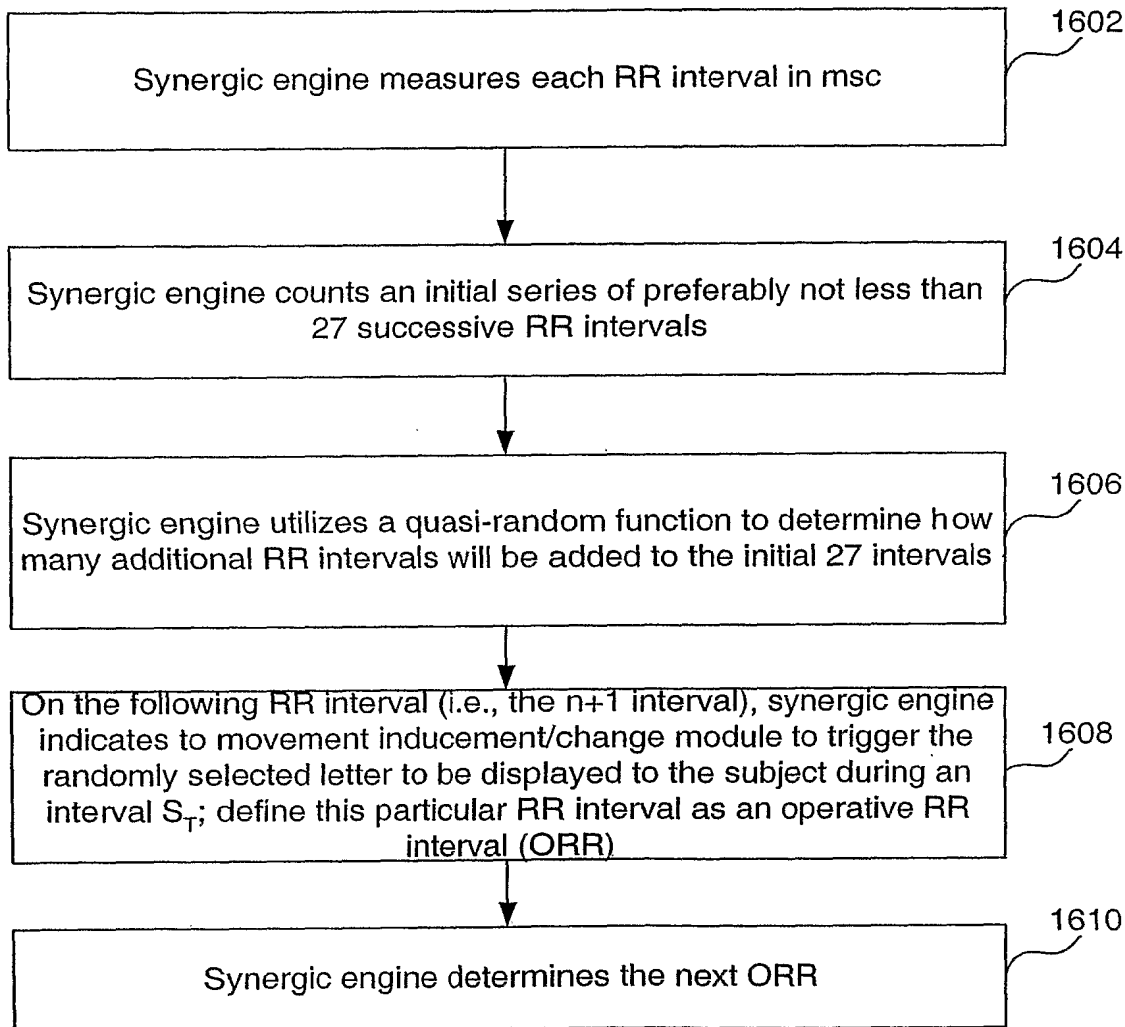 1602
Synergic engine measures each RR interval in msc
1604
Synergic engine counts an initial series of preferably not less than
27 successive RR intervals
1606
Synergic engine utilizes a quasi-random function to determine how
many additional RR intervals will be added to the initial 27 intervals
On the following RR interval (i.e., the n+1 interval), synergic engine
indicates to movement inducement/change module to trigger the
randomly selected letter to be displayed to the subject during an
interval S_T; define this particular RR interval as an operative RR
interval (ORR)
1608
1610
Synergic engine determines the next ORR